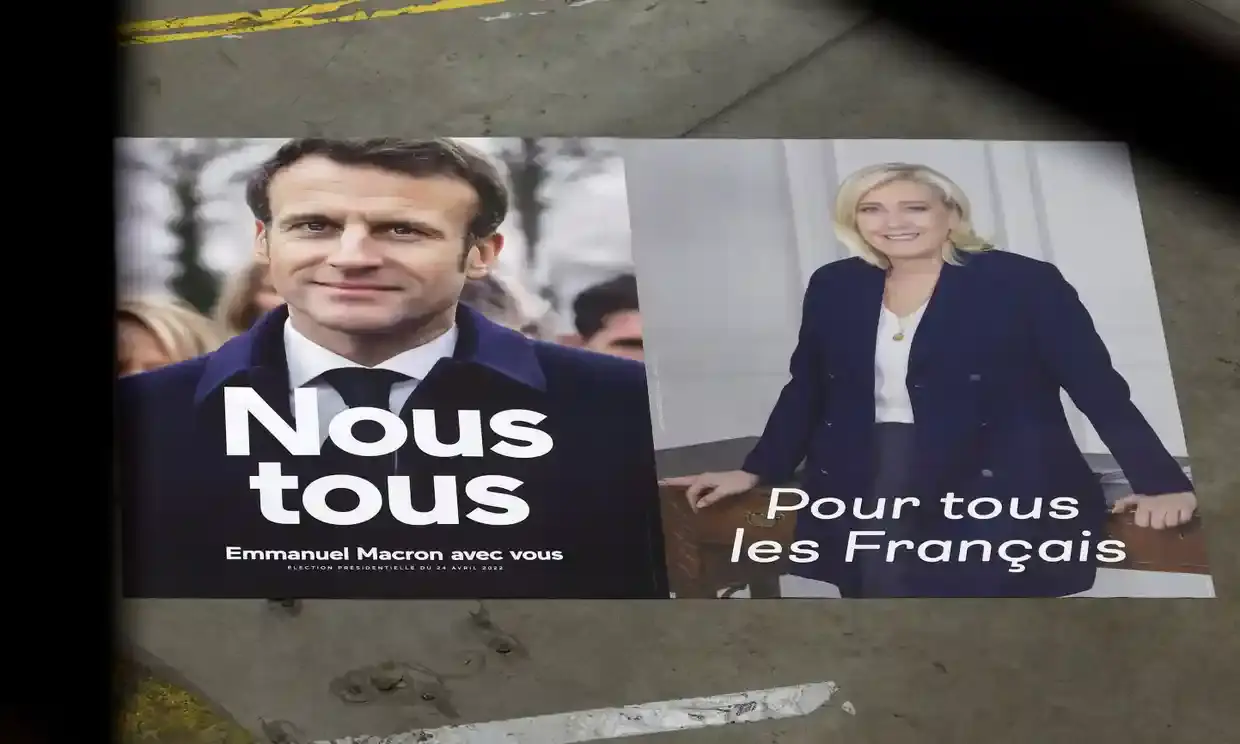 Nous
tous
Emmanuel Macron avec vous
ÉLECTION PRÉSIDENTIELLE DU 24 AVRIL 2022
Pour tous
les Français